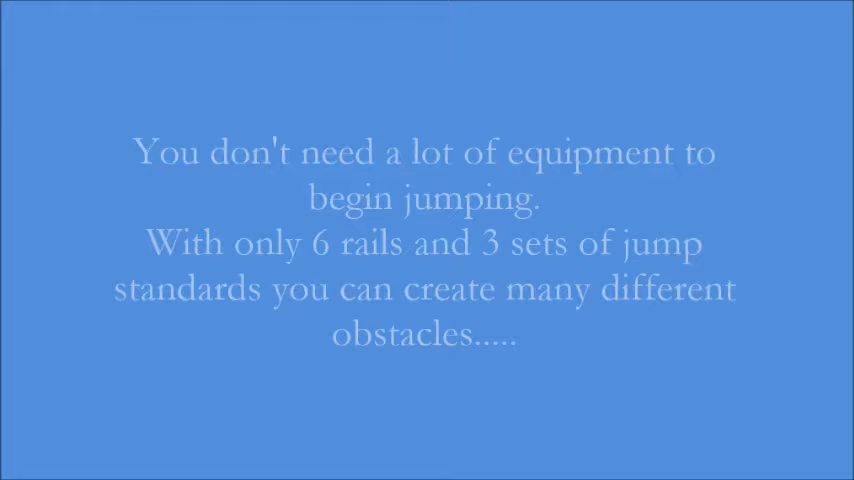 You don't need a lot of equipment to
begin jumping.
With only 6 rails and 3 sets of jump
standards you can create many different
obstacles.....